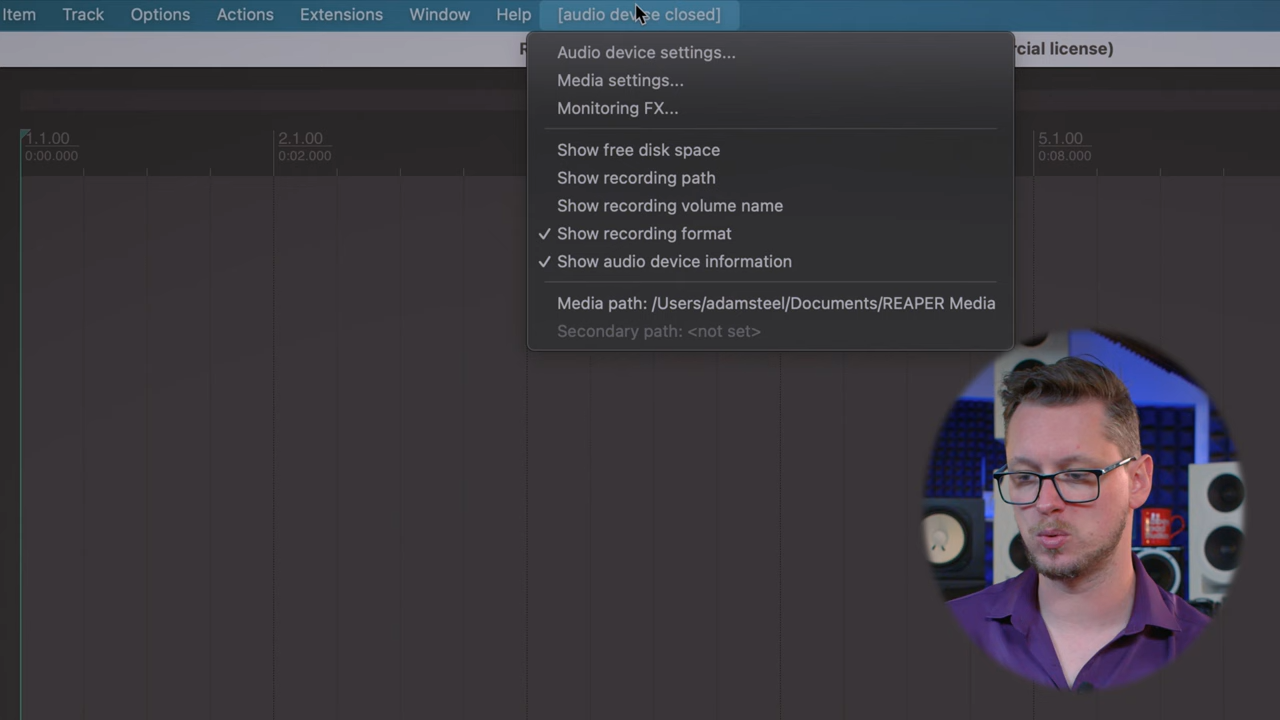 Item Track Options Actions Extensions Window Help [audio device closed]
rcial license)
Audio device settings...
Media settings...
Monitoring FX...
1.1.00 2.1.00 5.1.00
0:00.000 0:02.000 0:08.000
Show free disk space
Show recording path
Show recording volume name
Show recording format
Show audio device information
Media path: /Users/adamsteel/Documents/REAPER Media
Secondary path: <not set>